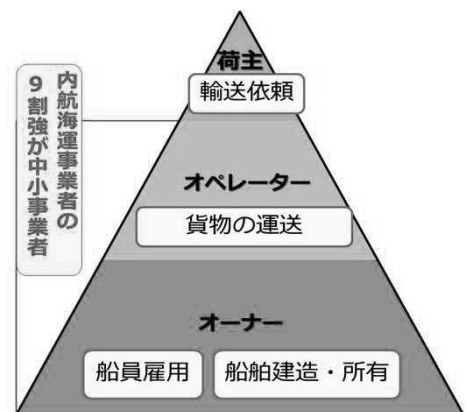 荷主
輸送依頼
内航海運事業者の
9割強が中小事業者
オペレーター
貨物の運送
オーナー
船員雇用
船舶建造・所有